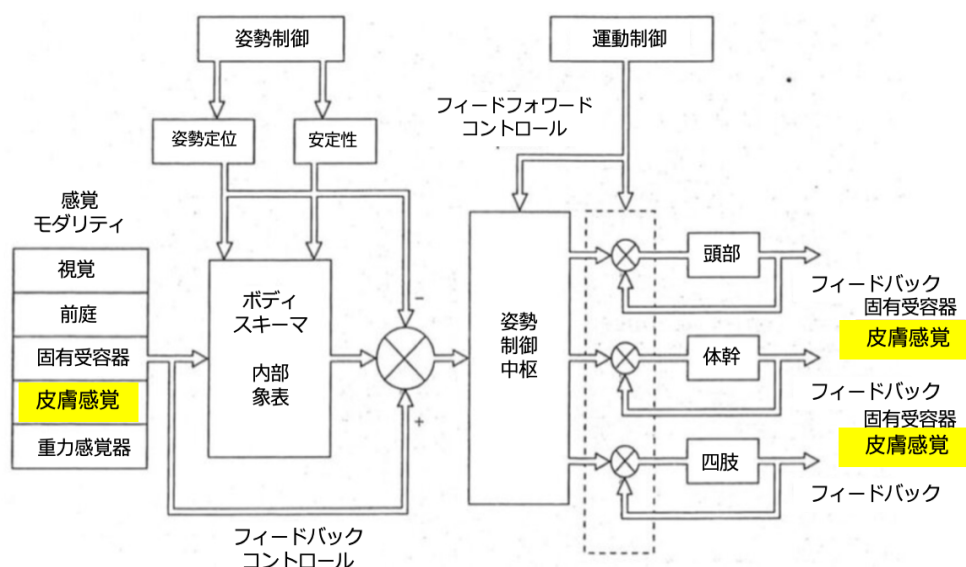 姿勢制御
運動制御
フィードフォワード
コントロール
姿勢定位
安定性
感覚
モダリティ
視覚
前庭
固有受容器
皮膚感覚
重力感覚器
ボディ
スキーマ
内部
象表
−
+
フィードバック
コントロール
姿勢
制御
中枢
頭部
体幹
四肢
フィードバック
固有受容器
皮膚感覚
フィードバック
固有受容器
皮膚感覚
フィードバック